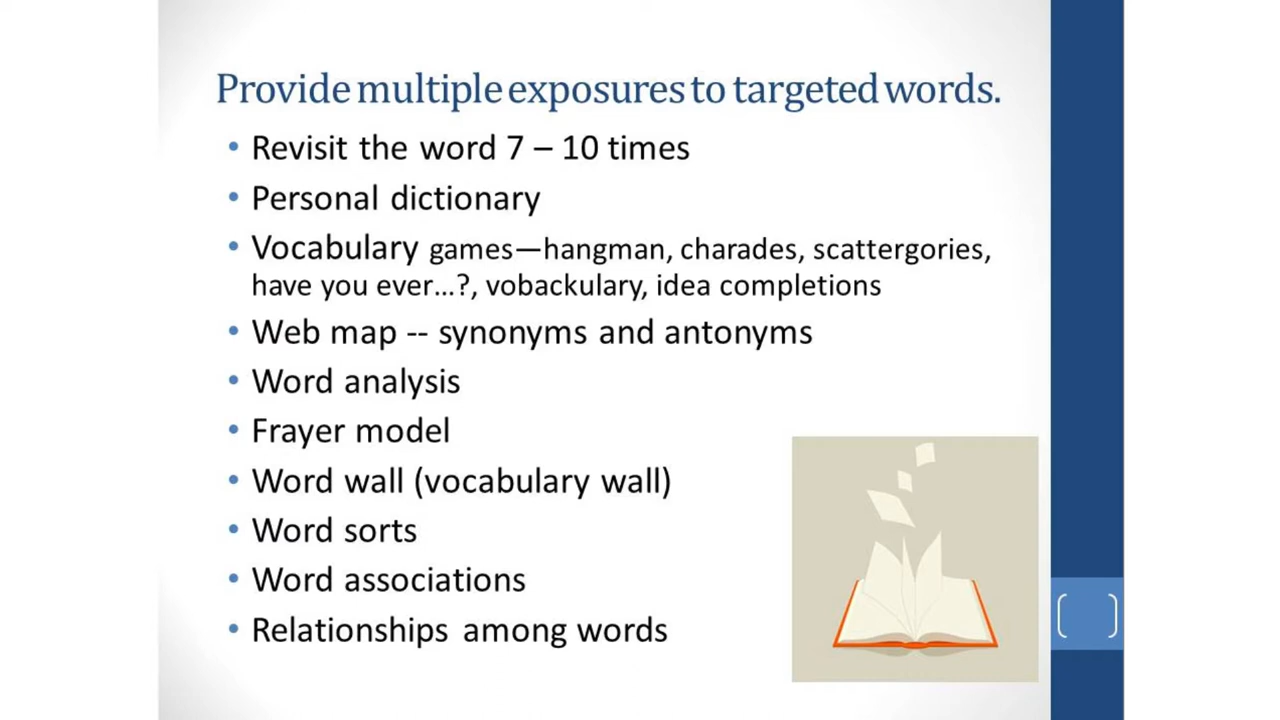 Provide multiple exposures to targeted words.
• Revisit the word 7 – 10 times
• Personal dictionary
• Vocabulary games—hangman, charades, scattergories,
have you ever...?, voback​ulary, idea completions
• Web map -- synonyms and antonyms
• Word analysis
• Frayer model
• Word wall (vocabulary wall)
• Word sorts
• Word associations
• Relationships among words